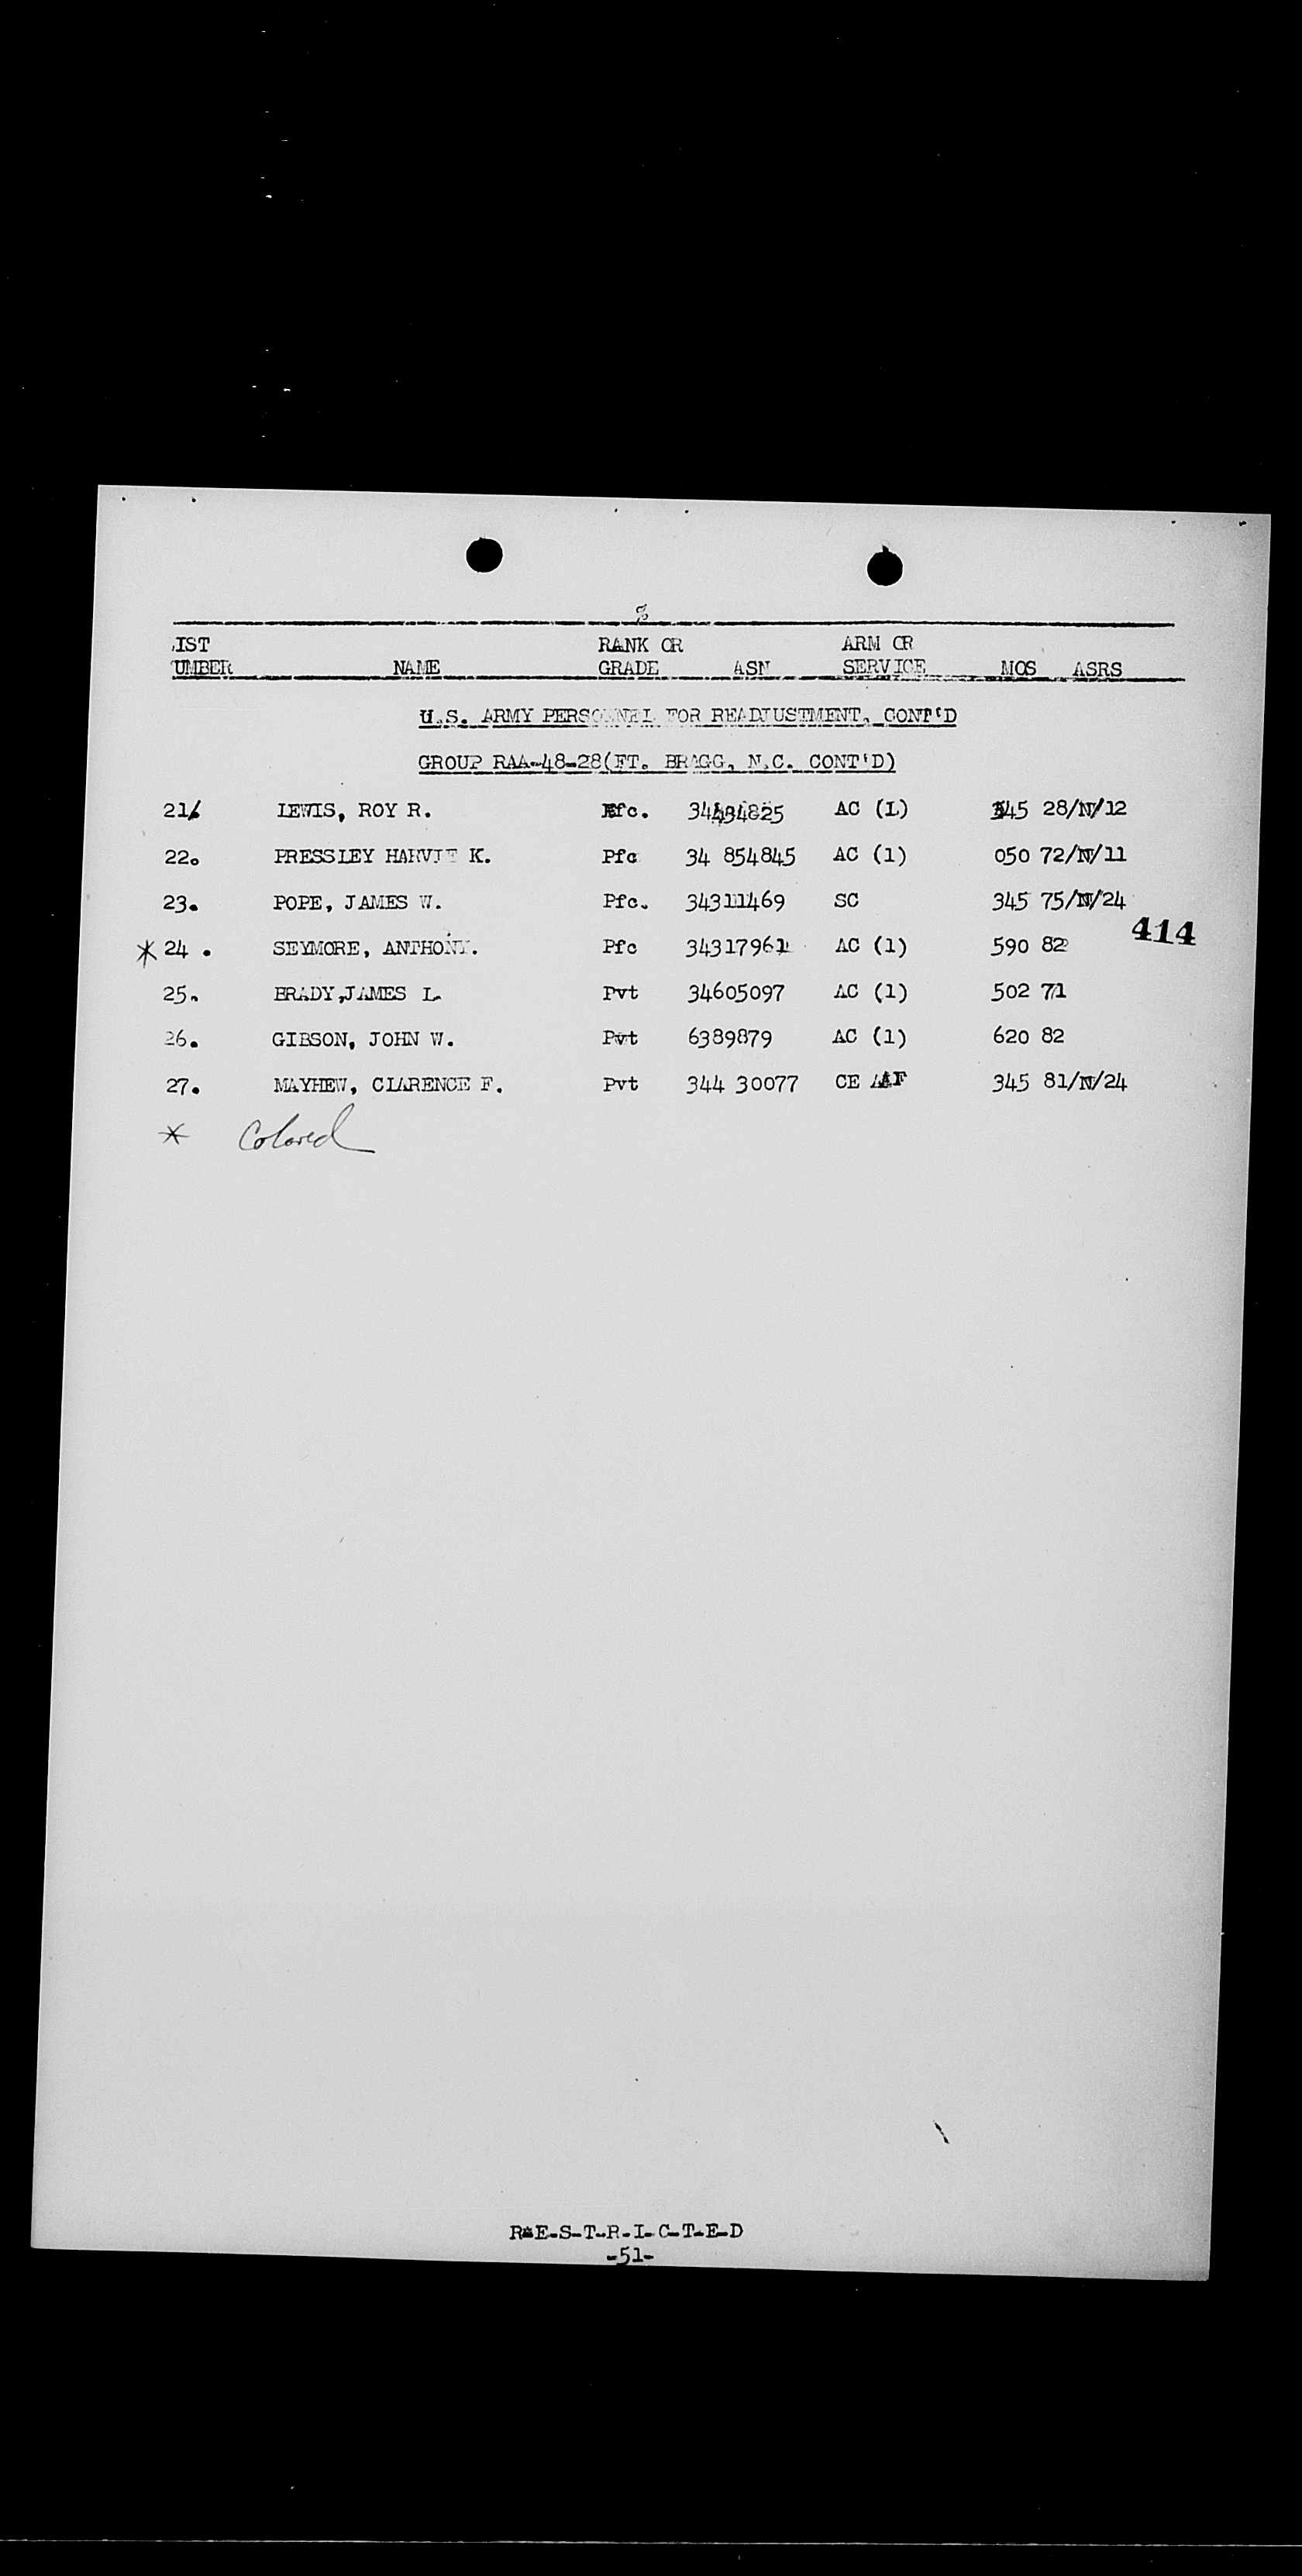 IST RANK OR ARM OR
UMBER NAME GRADE ASN SERVICE MOS ASRS
U.S. ARMY PERSONNEL FOR READJUSTMENT, CONT'D
GROUP RAA-48-28(FT. BRAGG, N.C. CONT'D)
21. LEWIS, ROY R. Pfc. 34434825 AC (L) 345 28/N/12
22. PRESSLEY HARVIE K. Pfc 34 854845 AC (1) 050 72/N/11
23. POPE, JAMES W. Pfc. 34311469 SC 345 75/N/24
414
* 24 . SEYMORE, ANTHONY. Pfc 34317961 AC (1) 590 82
25. BRADY,JAMES L. Pvt 34605097 AC (1) 502 71
26. GIBSON, JOHN W. Pvt 6389879 AC (1) 620 82
27. MAYHEW, CLARENCE F. Pvt 344 30077 CE AAF 345 81/N/24
* Colored
R-E-S-T-R-I-C-T-E-D
-51-